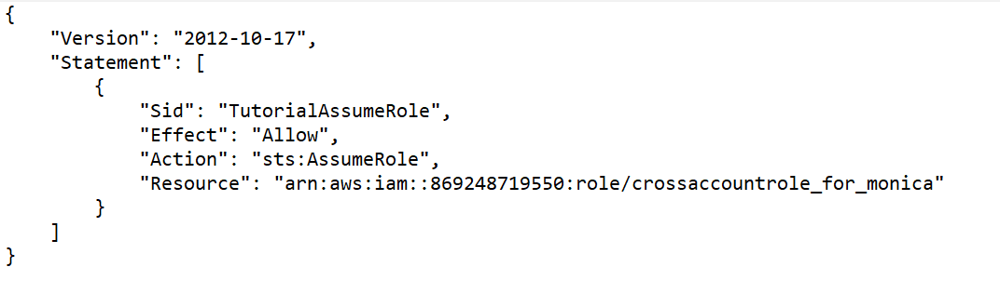 {
    "Version": "2012-10-17",
    "Statement": [
        {
            "Sid": "TutorialAssumeRole",
            "Effect": "Allow",
            "Action": "sts:AssumeRole",
            "Resource": "arn:aws:iam::869248719550:role/crossaccountrole_for_monica"
        }
    ]
}